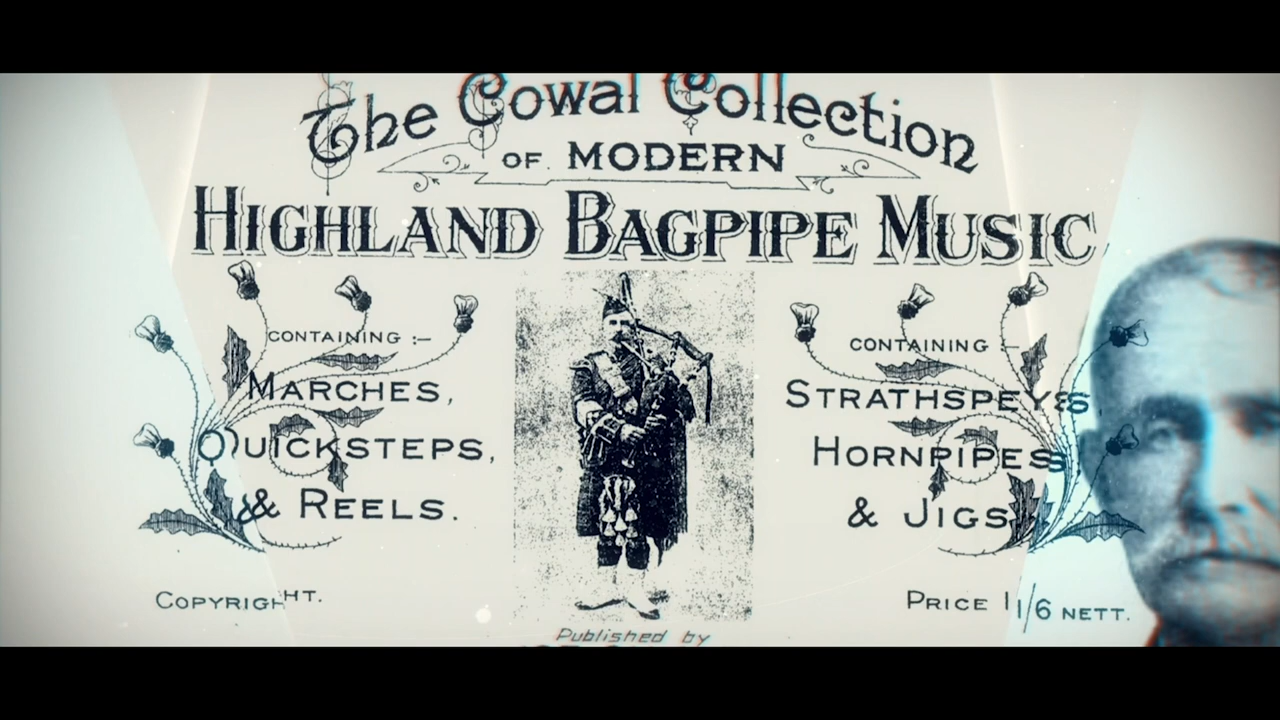 The Cowal Collection
OF MODERN
HIGHLAND BAGPIPE MUSIC
CONTAINING :–
MARCHES,
QUICKSTEPS,
& REELS.
CONTAINING –
STRATHSPEYS
HORNPIPES
& JIGS
COPYRIGHT.
PRICE 1/6 NETT.
Published by